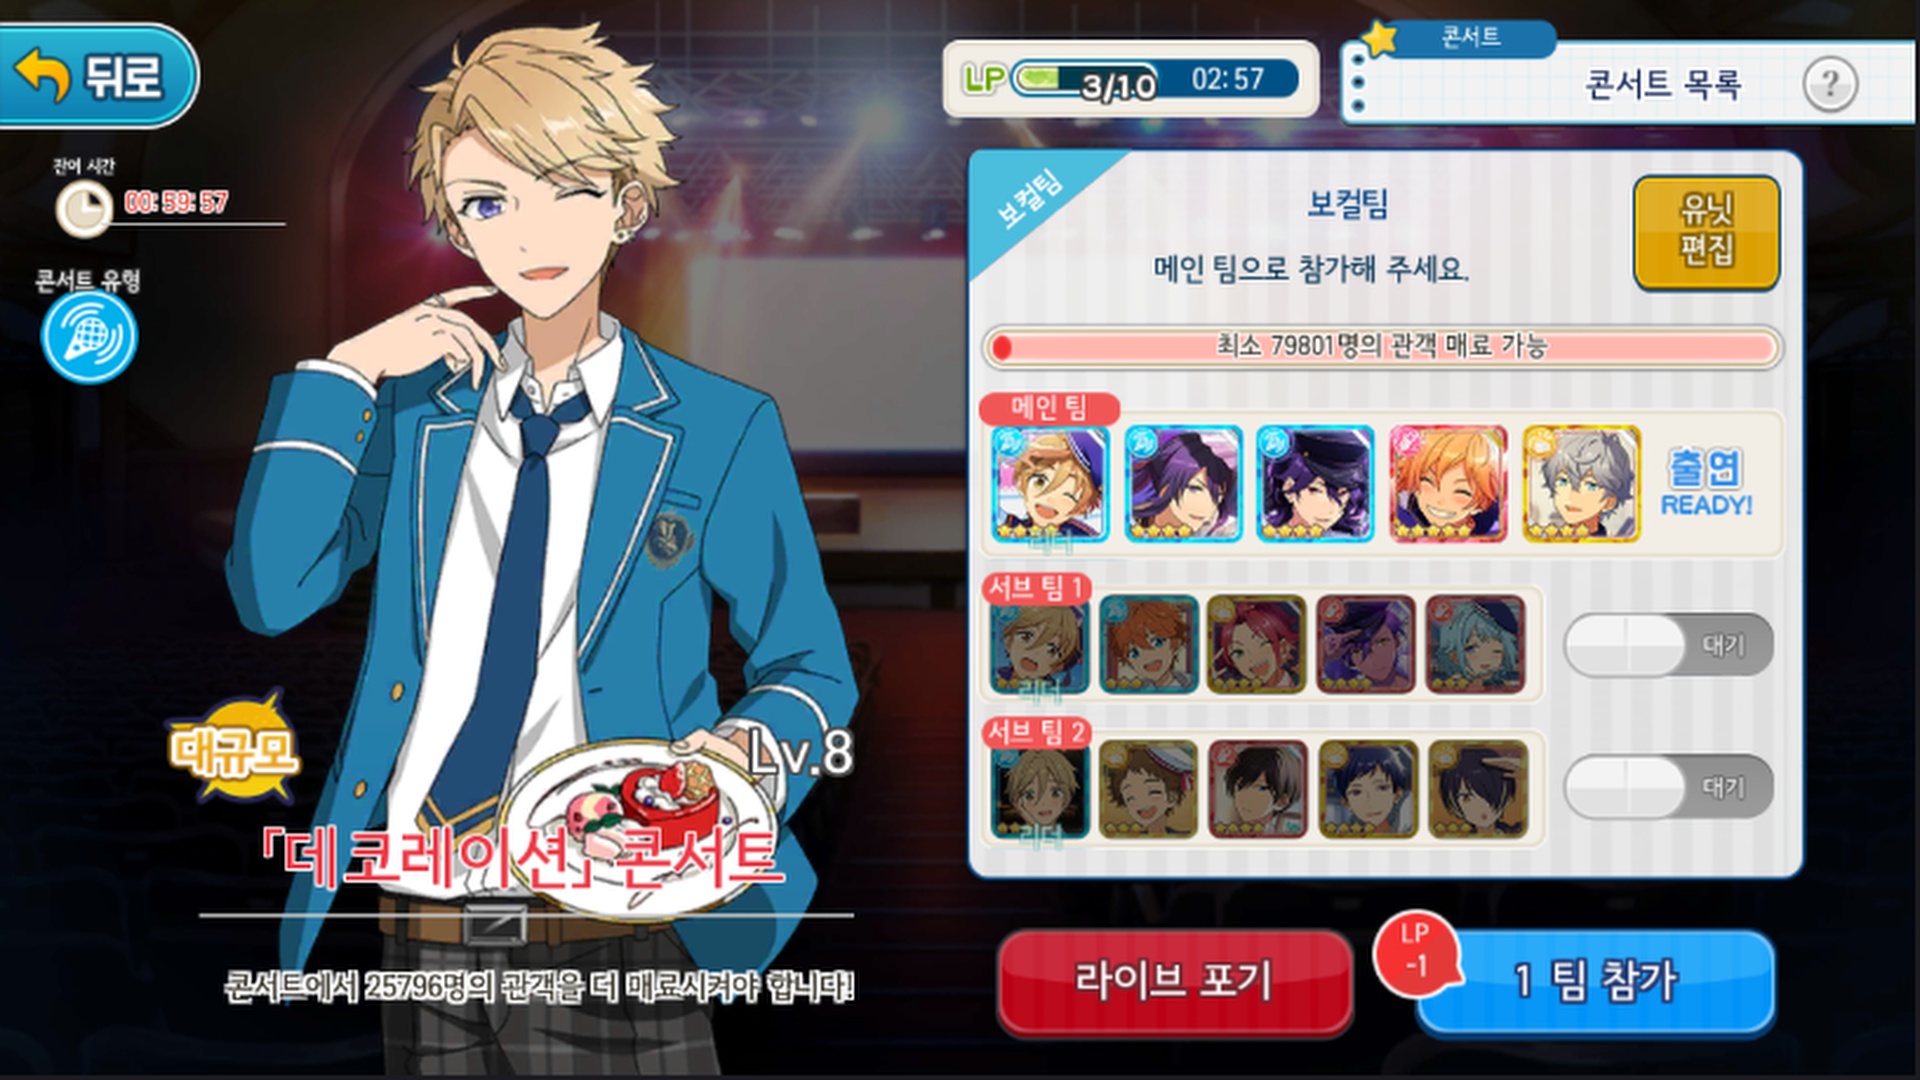 뒤로
LP 3/10 02:57
콘서트
콘서트 목록
?
잔여 시간
00:59:57
콘서트 유형
보컬팀
보컬팀
유닛
편집
메인 팀으로 참가해 주세요.
최소 79801명의 관객 매료 가능
메인 팀
리더
출연
READY!
서브 팀 1
리더
대기
서브 팀 2
리더
대기
대규모
Lv.8
「데코레이션」 콘서트
콘서트에서 25796명의 관객을 더 매료시켜야 합니다!
라이브 포기
LP
-1
1 팀 참가